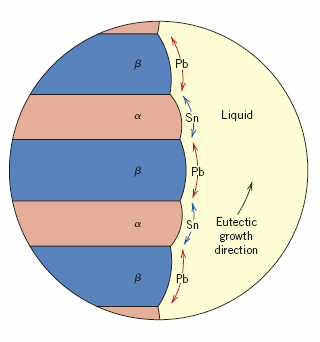 β
Pb
α
Sn
Liquid
β
Pb
α
Sn
Eutectic
growth
direction
β
Pb